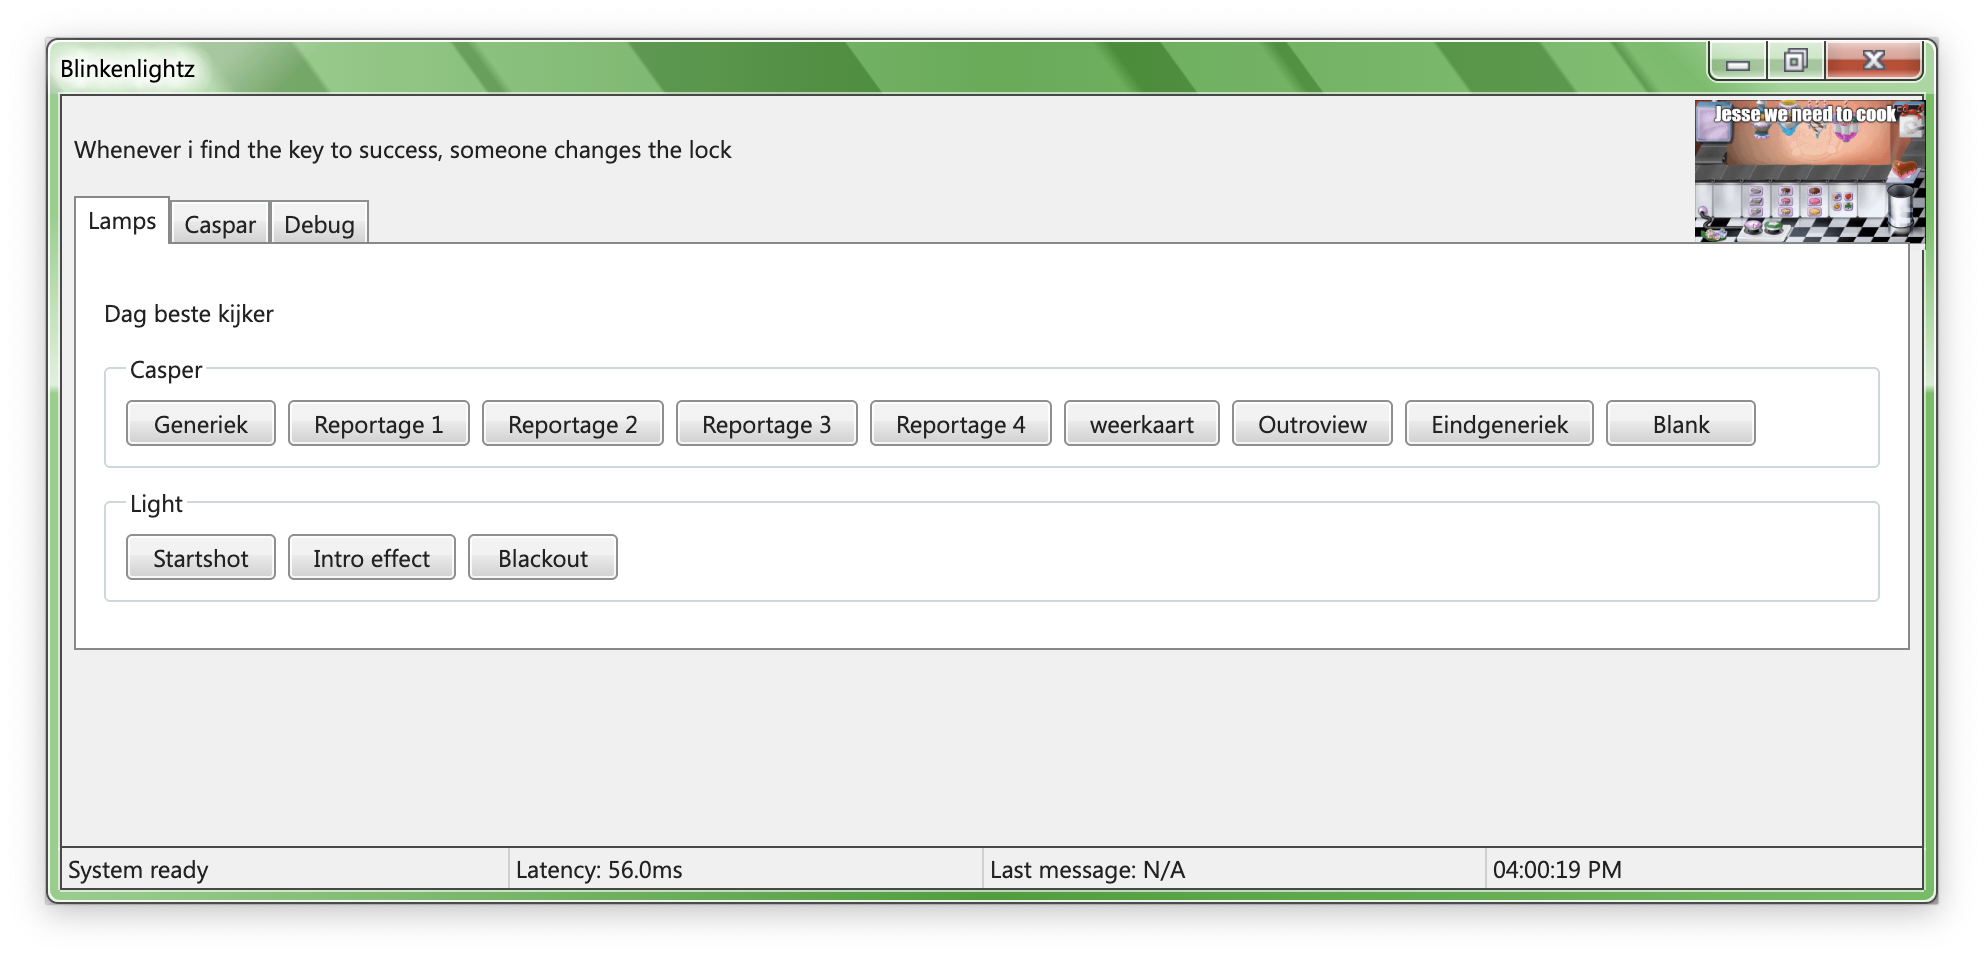 Blinkenlightz
Jesse we need to cook
Whenever i find the key to success, someone changes the lock
Lamps Caspar Debug
Dag beste kijker
Casper
Generiek Reportage 1 Reportage 2 Reportage 3 Reportage 4 weerkaart Outroview Eindgeneriek Blank
Light
Startshot Intro effect Blackout
System ready Latency: 56.0ms Last message: N/A 04:00:19 PM